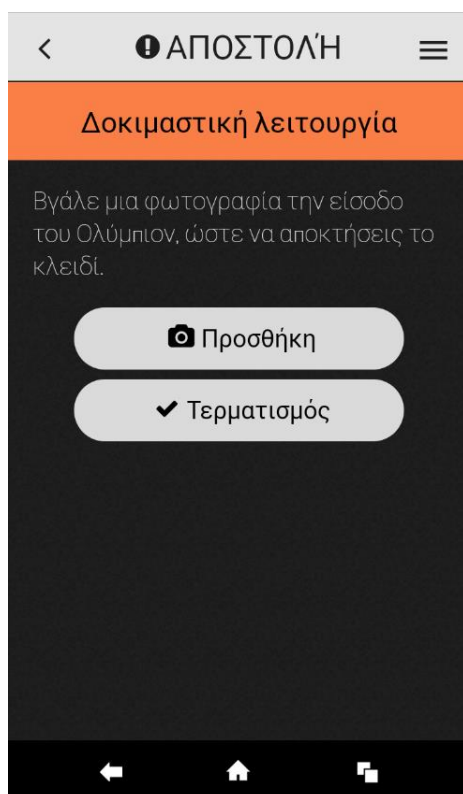 ΑΠΟΣΤΟΛΉ
Δοκιμαστική λειτουργία
Βγάλε μια φωτογραφία την είσοδο
του Ολύμπιον, ώστε να αποκτήσεις το
κλειδί.
Προσθήκη
Τερματισμός